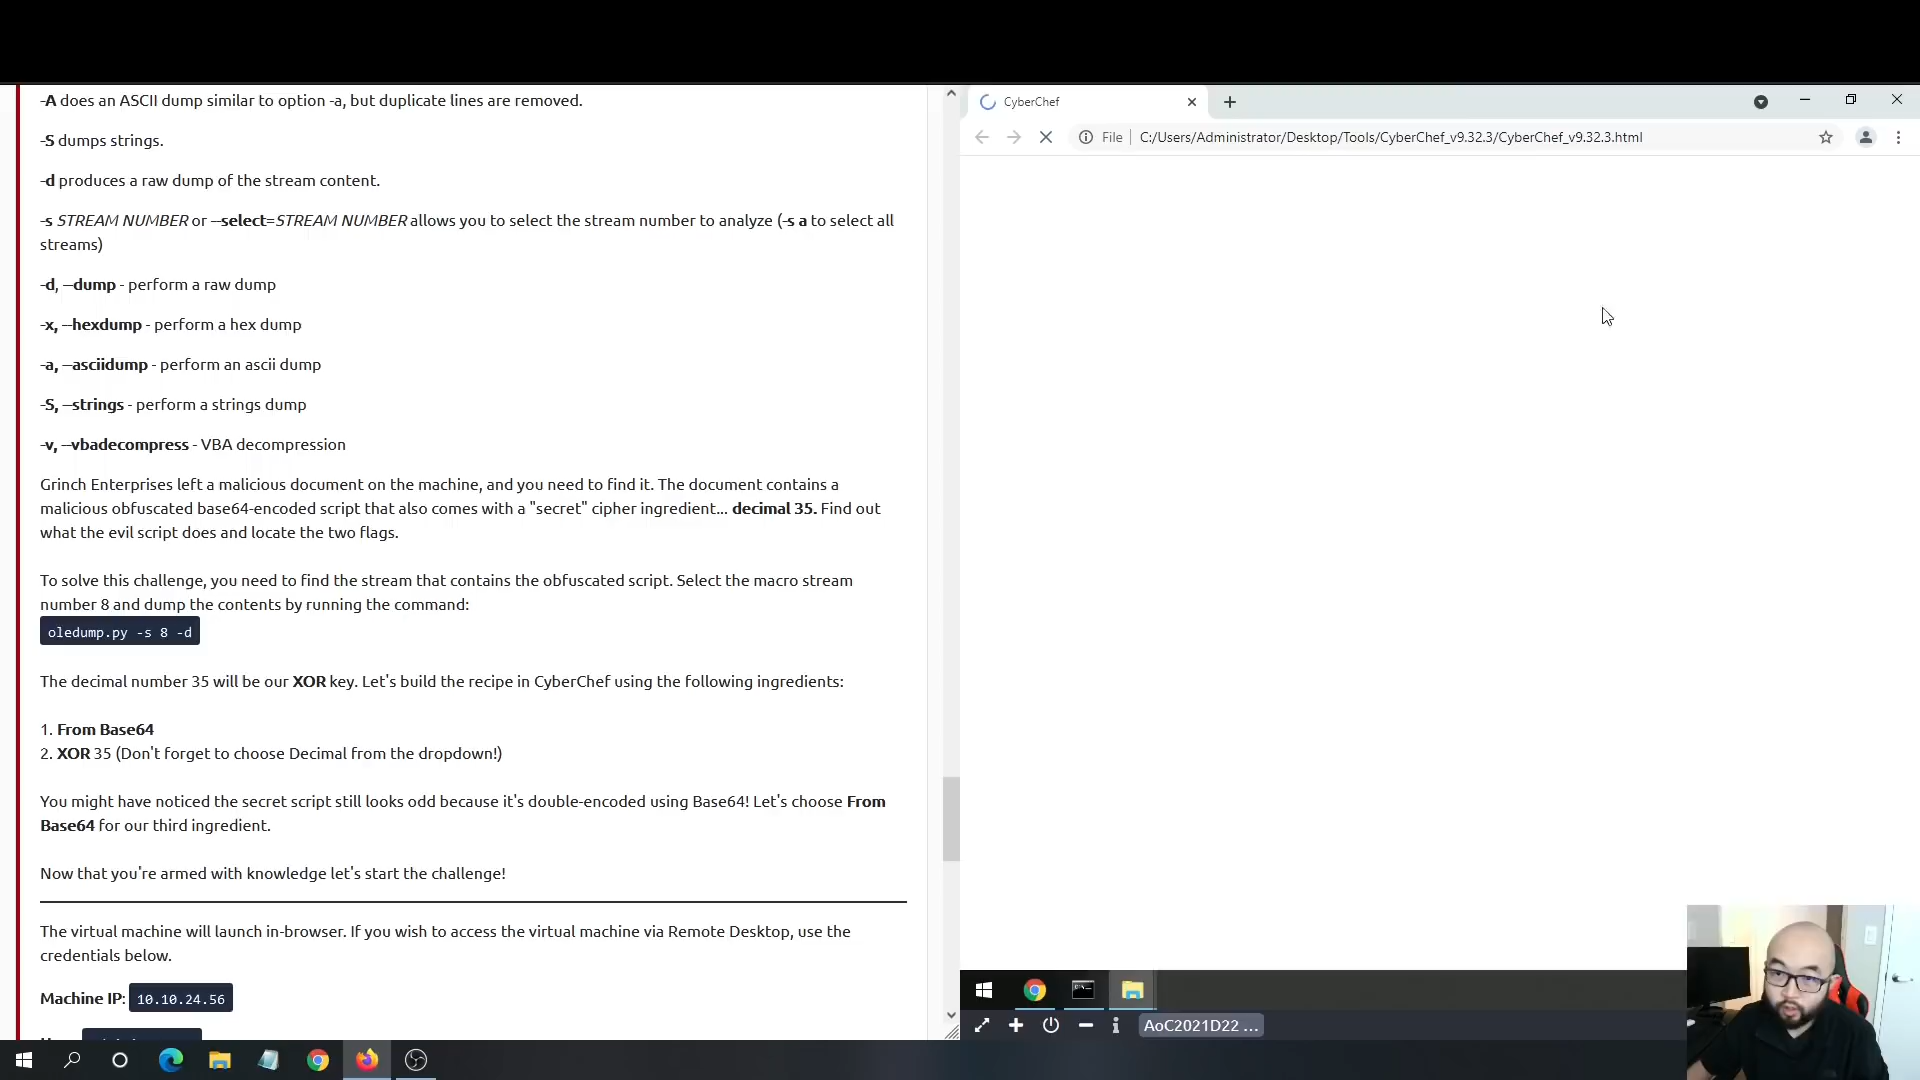 -A does an ASCII dump similar to option -a, but duplicate lines are removed.
-S dumps strings.
-d produces a raw dump of the stream content.
-s STREAM NUMBER or --select=STREAM NUMBER allows you to select the stream number to analyze (-s a to select all
streams)
-d, --dump - perform a raw dump
-x, --hexdump - perform a hex dump
-a, --asciidump - perform an ascii dump
-S, --strings - perform a strings dump
-v, --vbadecompress - VBA decompression
Grinch Enterprises left a malicious document on the machine, and you need to find it. The document contains a
malicious obfuscated base64-encoded script that also comes with a "secret" cipher ingredient... decimal 35. Find out
what the evil script does and locate the two flags.
To solve this challenge, you need to find the stream that contains the obfuscated script. Select the macro stream
number 8 and dump the contents by running the command:
oledump.py -s 8 -d
The decimal number 35 will be our XOR key. Let's build the recipe in CyberChef using the following ingredients:
1. From Base64
2. XOR 35 (Don't forget to choose Decimal from the dropdown!)
You might have noticed the secret script still looks odd because it's double-encoded using Base64! Let's choose From
Base64 for our third ingredient.
Now that you're armed with knowledge let's start the challenge!
The virtual machine will launch in-browser. If you wish to access the virtual machine via Remote Desktop, use the
credentials below.
Machine IP: 10.10.24.56
CyberChef
File C:/Users/Administrator/Desktop/Tools/CyberChef_v9.32.3/CyberChef_v9.32.3.html
AoC2021D22 ...